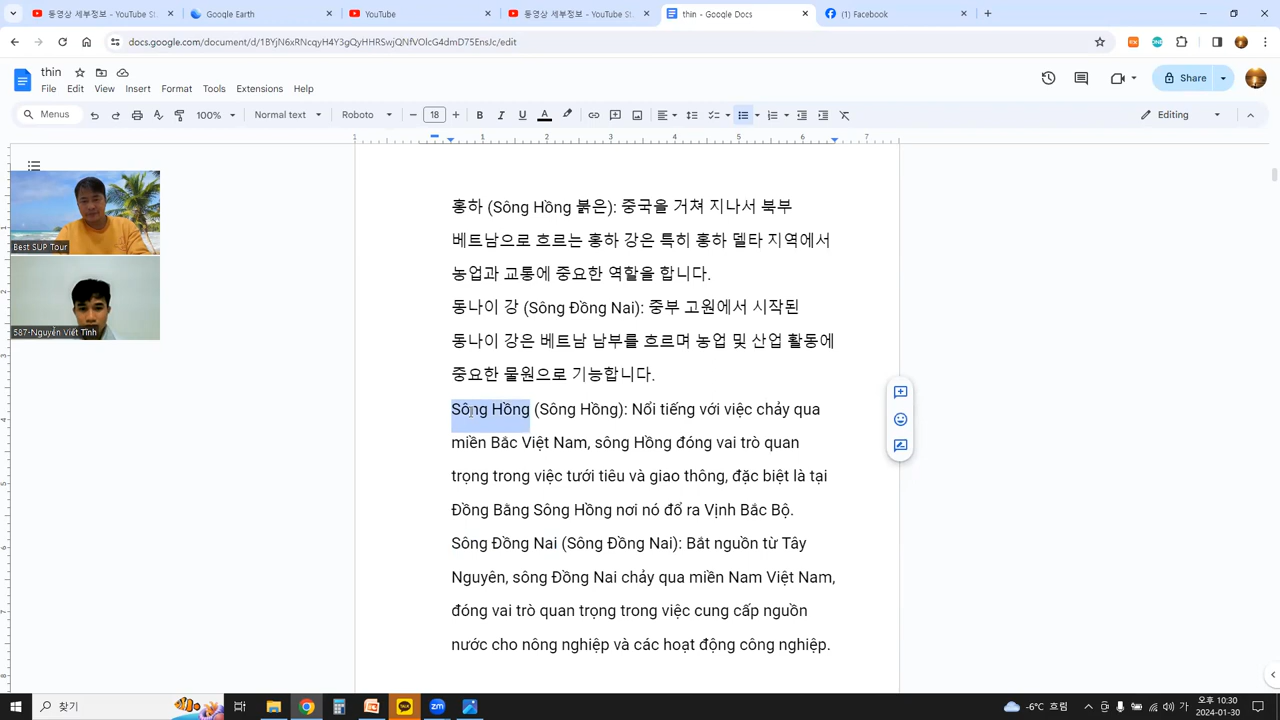 동영상 세부정보 - YouTube St
Google Earth
YouTube
동영상 세부정보 - YouTube St
thin - Google Docs
(1) Facebook
docs.google.com/document/d/1BYjN6xRNcqyH4Y3gQyHHRSwjQNfVOlcG4dmD75EnsJc/edit
thin
File Edit View Insert Format Tools Extensions Help
Share
Menus
100%
Normal text
Roboto
18
Editing
홍하 (Sông Hồng 붉은): 중국을 거쳐 지나서 북부
베트남으로 흐르는 홍하 강은 특히 홍하 델타 지역에서
농업과 교통에 중요한 역할을 합니다.
동나이 강 (Sông Đồng Nai): 중부 고원에서 시작된
동나이 강은 베트남 남부를 흐르며 농업 및 산업 활동에
중요한 물원으로 기능합니다.
Sông Hồng (Sông Hồng): Nổi tiếng với việc chảy qua
miền Bắc Việt Nam, sông Hồng đóng vai trò quan
trọng trong việc tưới tiêu và giao thông, đặc biệt là tại
Đồng Bằng Sông Hồng nơi nó đổ ra Vịnh Bắc Bộ.
Sông Đồng Nai (Sông Đồng Nai): Bắt nguồn từ Tây
Nguyên, sông Đồng Nai chảy qua miền Nam Việt Nam,
đóng vai trò quan trọng trong việc cung cấp nguồn
nước cho nông nghiệp và các hoạt động công nghiệp.
Best SUP Tour
587-Nguyễn Viết Tĩnh
찾기
-6℃ 흐림
가
오후 10:30
2024-01-30